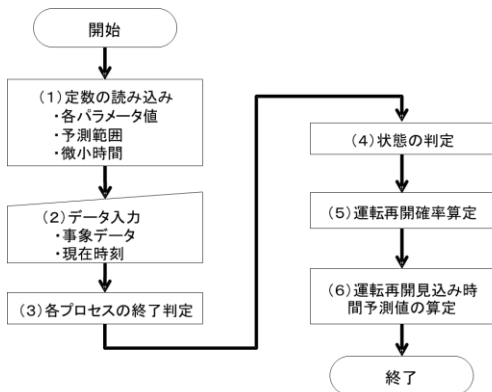 開始
（１）定数の読み込み
・各パラメータ値
・予測範囲
・微小時間
（２）データ入力
・事象データ
・現在時刻
（３）各プロセスの終了判定
（４）状態の判定
（５）運転再開確率算定
（６）運転再開見込み時
間予測値の算定
終了